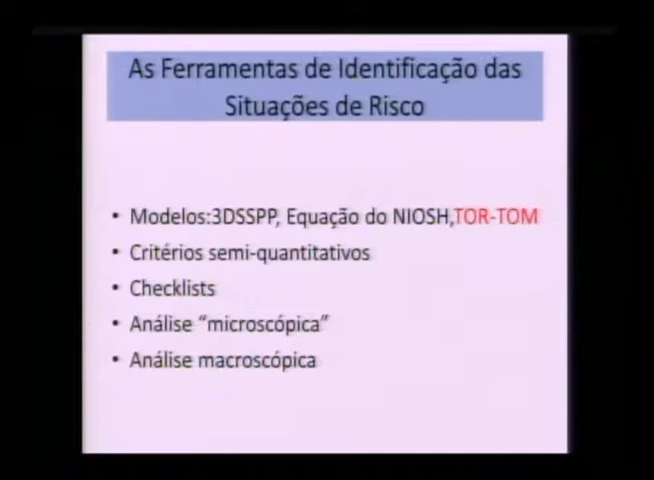 As Ferramentas de Identificação das
Situações de Risco
• Modelos:3DSSPP, Equação do NIOSH,TOR-TOM
• Critérios semi-quantitativos
• Checklists
• Análise “microscópica”
• Análise macroscópica